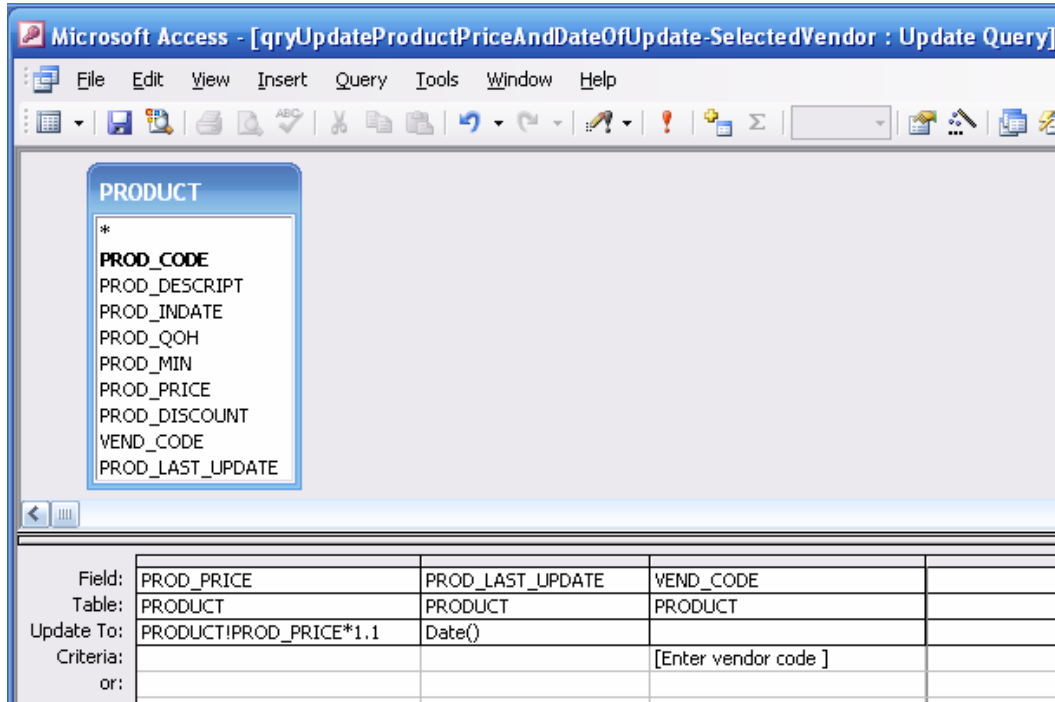 Microsoft Access - [qryUpdateProductPriceAndDateOfUpdate-SelectedVendor : Update Query]
File Edit View Insert Query Tools Window Help
ABC
PRODUCT
*
PROD_CODE
PROD_DESCRIPT
PROD_INDATE
PROD_QOH
PROD_MIN
PROD_PRICE
PROD_DISCOUNT
VEND_CODE
PROD_LAST_UPDATE
Field: PROD_PRICE PROD_LAST_UPDATE VEND_CODE
Table: PRODUCT PRODUCT PRODUCT
Update To: PRODUCT!PROD_PRICE*1.1 Date()
Criteria: [Enter vendor code ]
or: